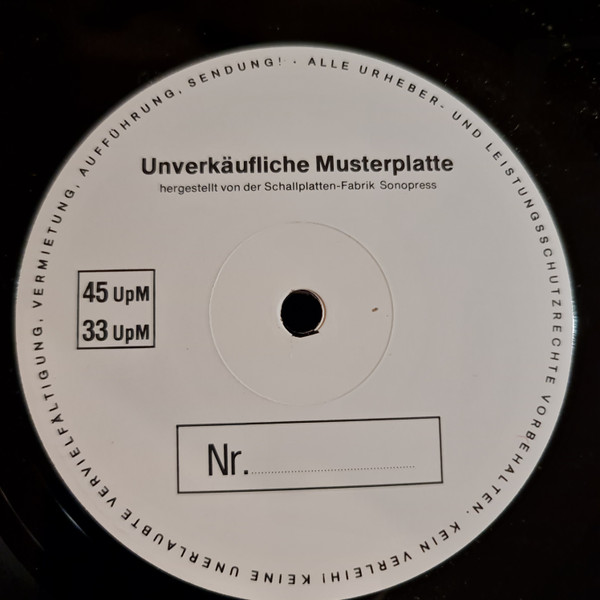 ALLE URHEBER- UND LEISTUNGSSCHUTZRECHTE VORBEHALTEN. KEIN VERLEIH! KEINE UNERLAUBTE VERVIELFÄLTIGUNG, VERMIETUNG, AUFFÜHRUNG, SENDUNG! ·
Unverkäufliche Musterplatte
hergestellt von der Schallplatten-Fabrik Sonopress
45 UpM
33 UpM
Nr.